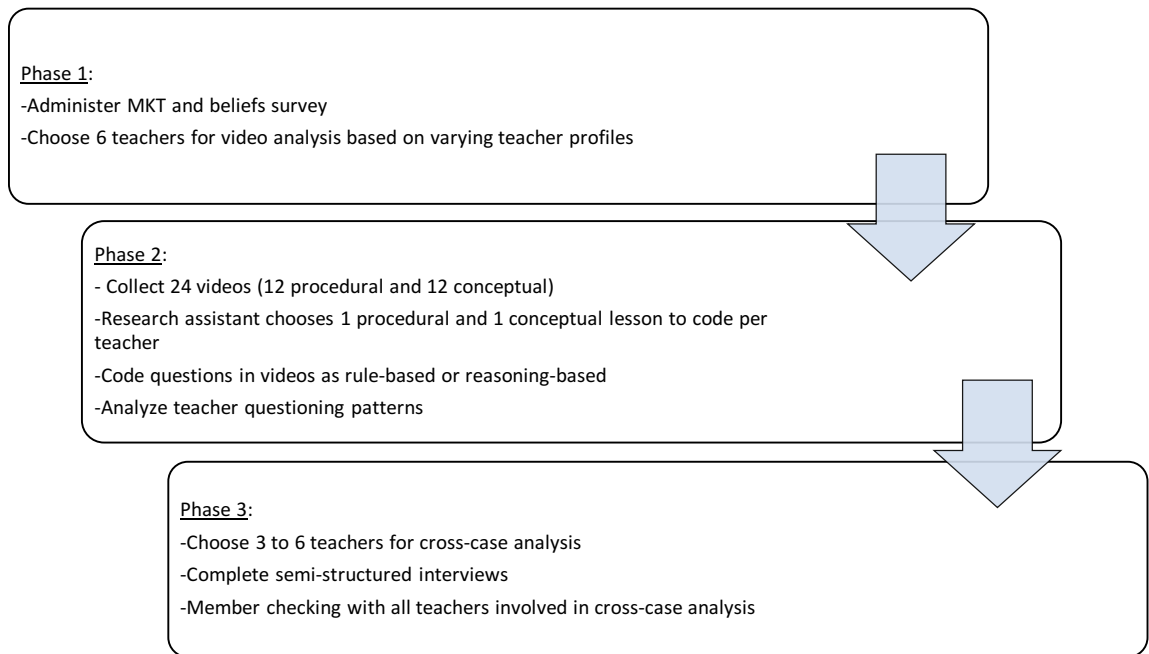 Phase 1:
-Administer MKT and beliefs survey
-Choose 6 teachers for video analysis based on varying teacher profiles
Phase 2:
- Collect 24 videos (12 procedural and 12 conceptual)
-Research assistant chooses 1 procedural and 1 conceptual lesson to code per
teacher
-Code questions in videos as rule-based or reasoning-based
-Analyze teacher questioning patterns
Phase 3:
-Choose 3 to 6 teachers for cross-case analysis
-Complete semi-structured interviews
-Member checking with all teachers involved in cross-case analysis